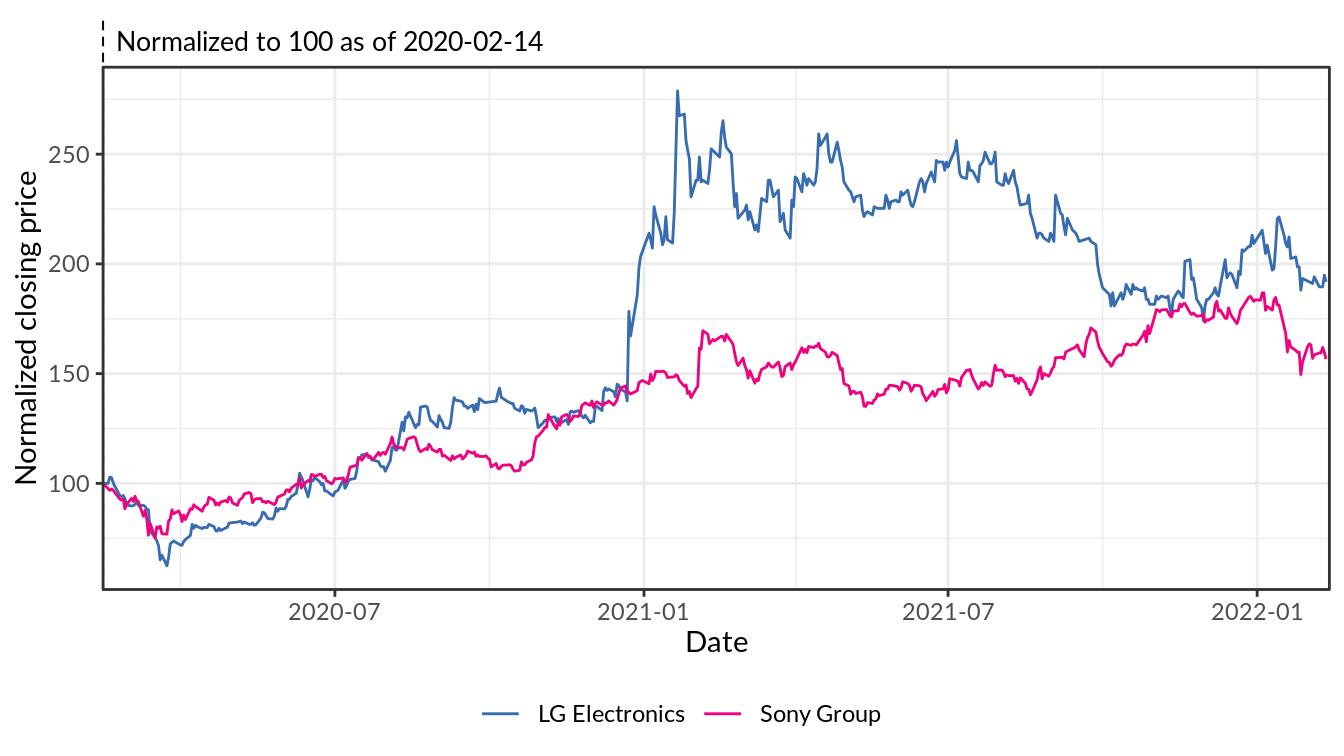 Normalized to 100 as of 2020-02-14
Normalized closing price
250
200
150
100
2020-07
2021-01
2021-07
2022-01
Date
LG Electronics
Sony Group